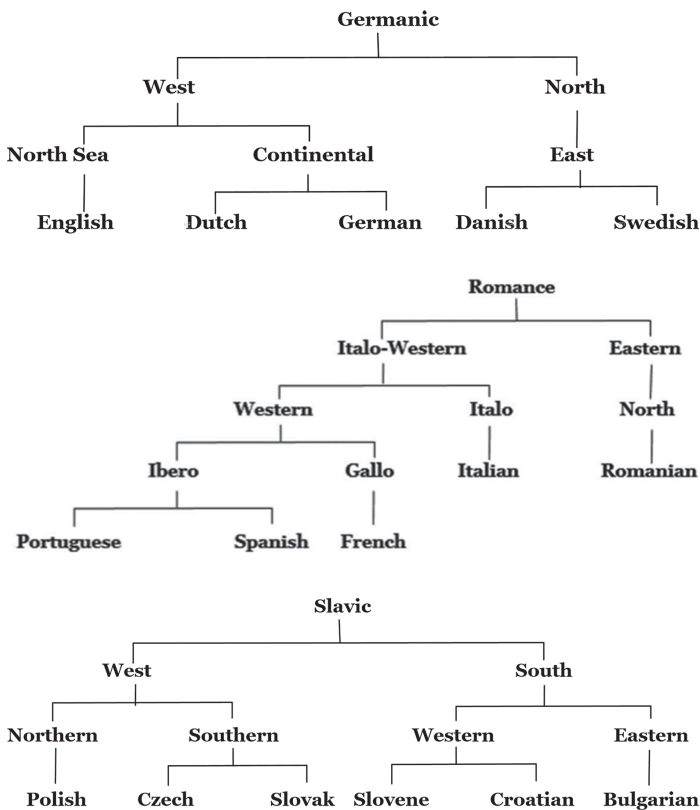 Germanic
West North
North Sea Continental East
English Dutch German Danish Swedish
Romance
Italo-Western Eastern
Western Italo North
Ibero Gallo Italian Romanian
Portuguese Spanish French
Slavic
West South
Northern Southern Western Eastern
Polish Czech Slovak Slovene Croatian Bulgarian